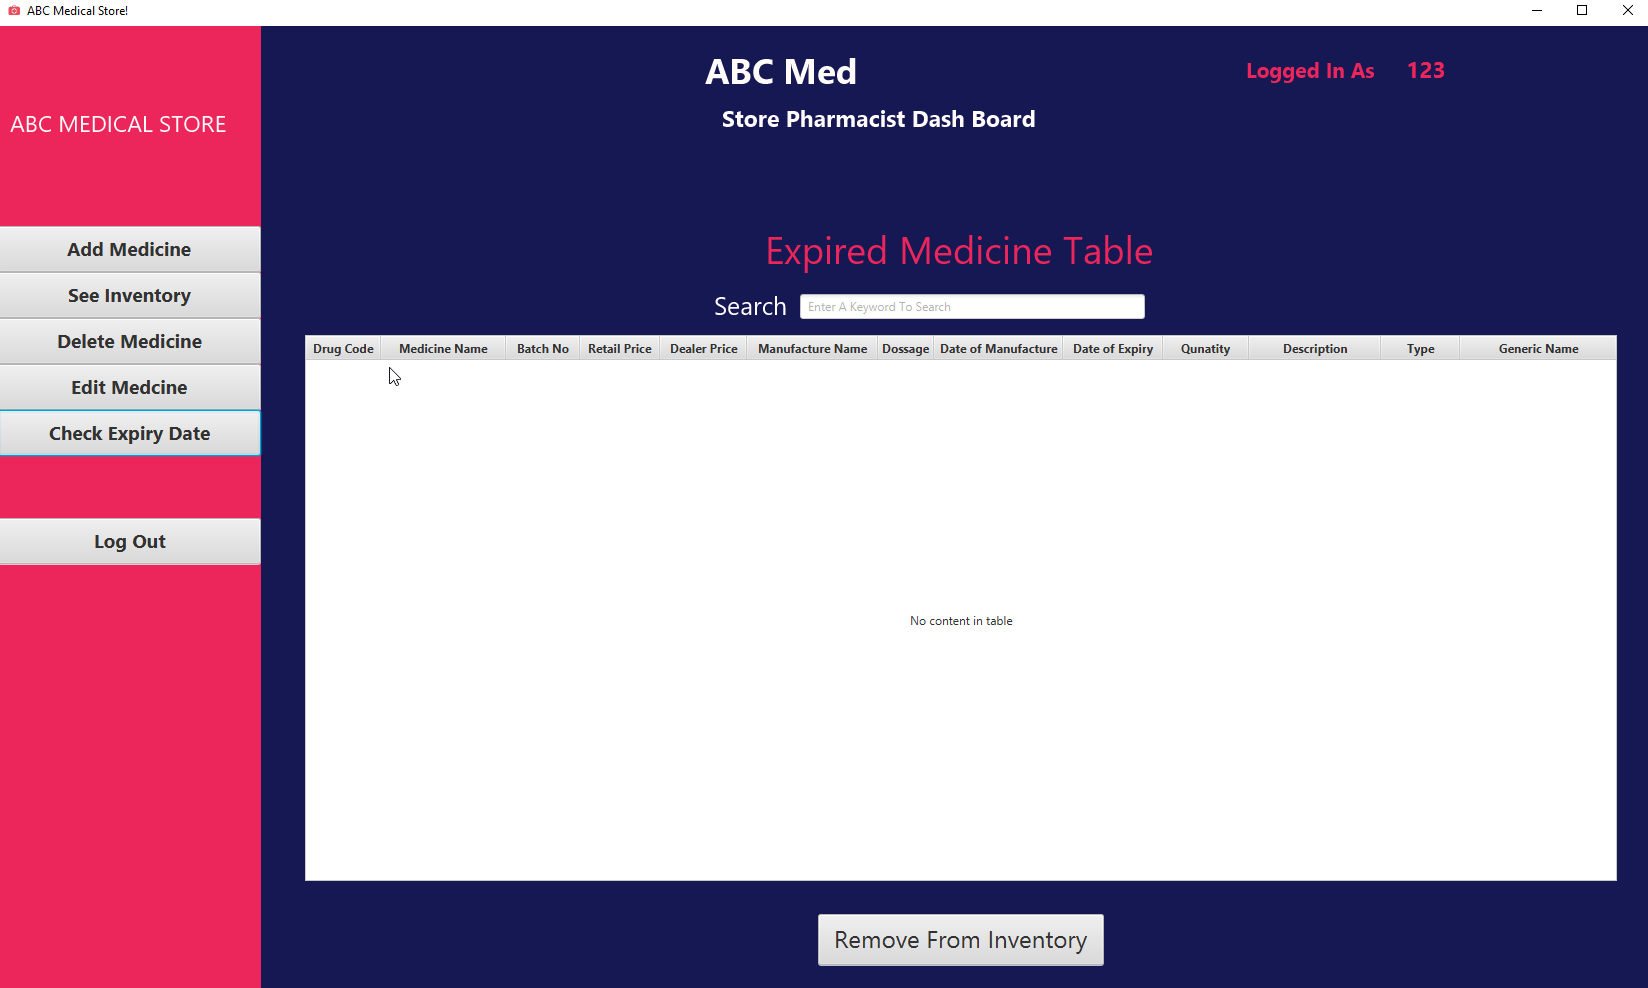 ABC Medical Store!
ABC MEDICAL STORE
Add Medicine
See Inventory
Delete Medicine
Edit Medcine
Check Expiry Date
Log Out
ABC Med
Logged In As 123
Store Pharmacist Dash Board
Expired Medicine Table
Search Enter A Keyword To Search
Drug Code Medicine Name Batch No Retail Price Dealer Price Manufacture Name Dossage Date of Manufacture Date of Expiry Qunatity Description Type Generic Name
No content in table
Remove From Inventory